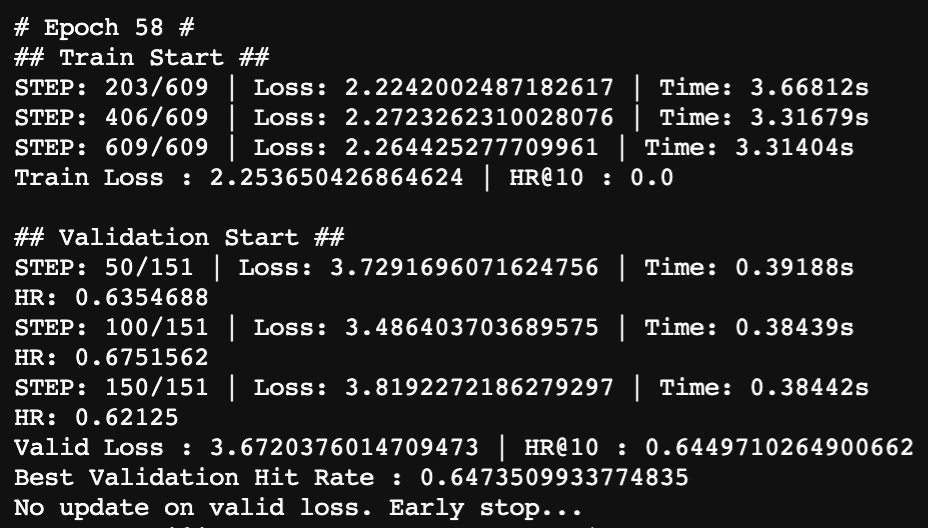 # Epoch 58 #
## Train Start ##
STEP: 203/609 | Loss: 2.2242002487182617 | Time: 3.66812s
STEP: 406/609 | Loss: 2.2723262310028076 | Time: 3.31679s
STEP: 609/609 | Loss: 2.264425277709961 | Time: 3.31404s
Train Loss : 2.253650426864624 | HR@10 : 0.0
## Validation Start ##
STEP: 50/151 | Loss: 3.7291696071624756 | Time: 0.39188s
HR: 0.6354688
STEP: 100/151 | Loss: 3.486403703689575 | Time: 0.38439s
HR: 0.6751562
STEP: 150/151 | Loss: 3.8192272186279297 | Time: 0.38442s
HR: 0.62125
Valid Loss : 3.6720376014709473 | HR@10 : 0.6449710264900662
Best Validation Hit Rate : 0.6473509933774835
No update on valid loss. Early stop...